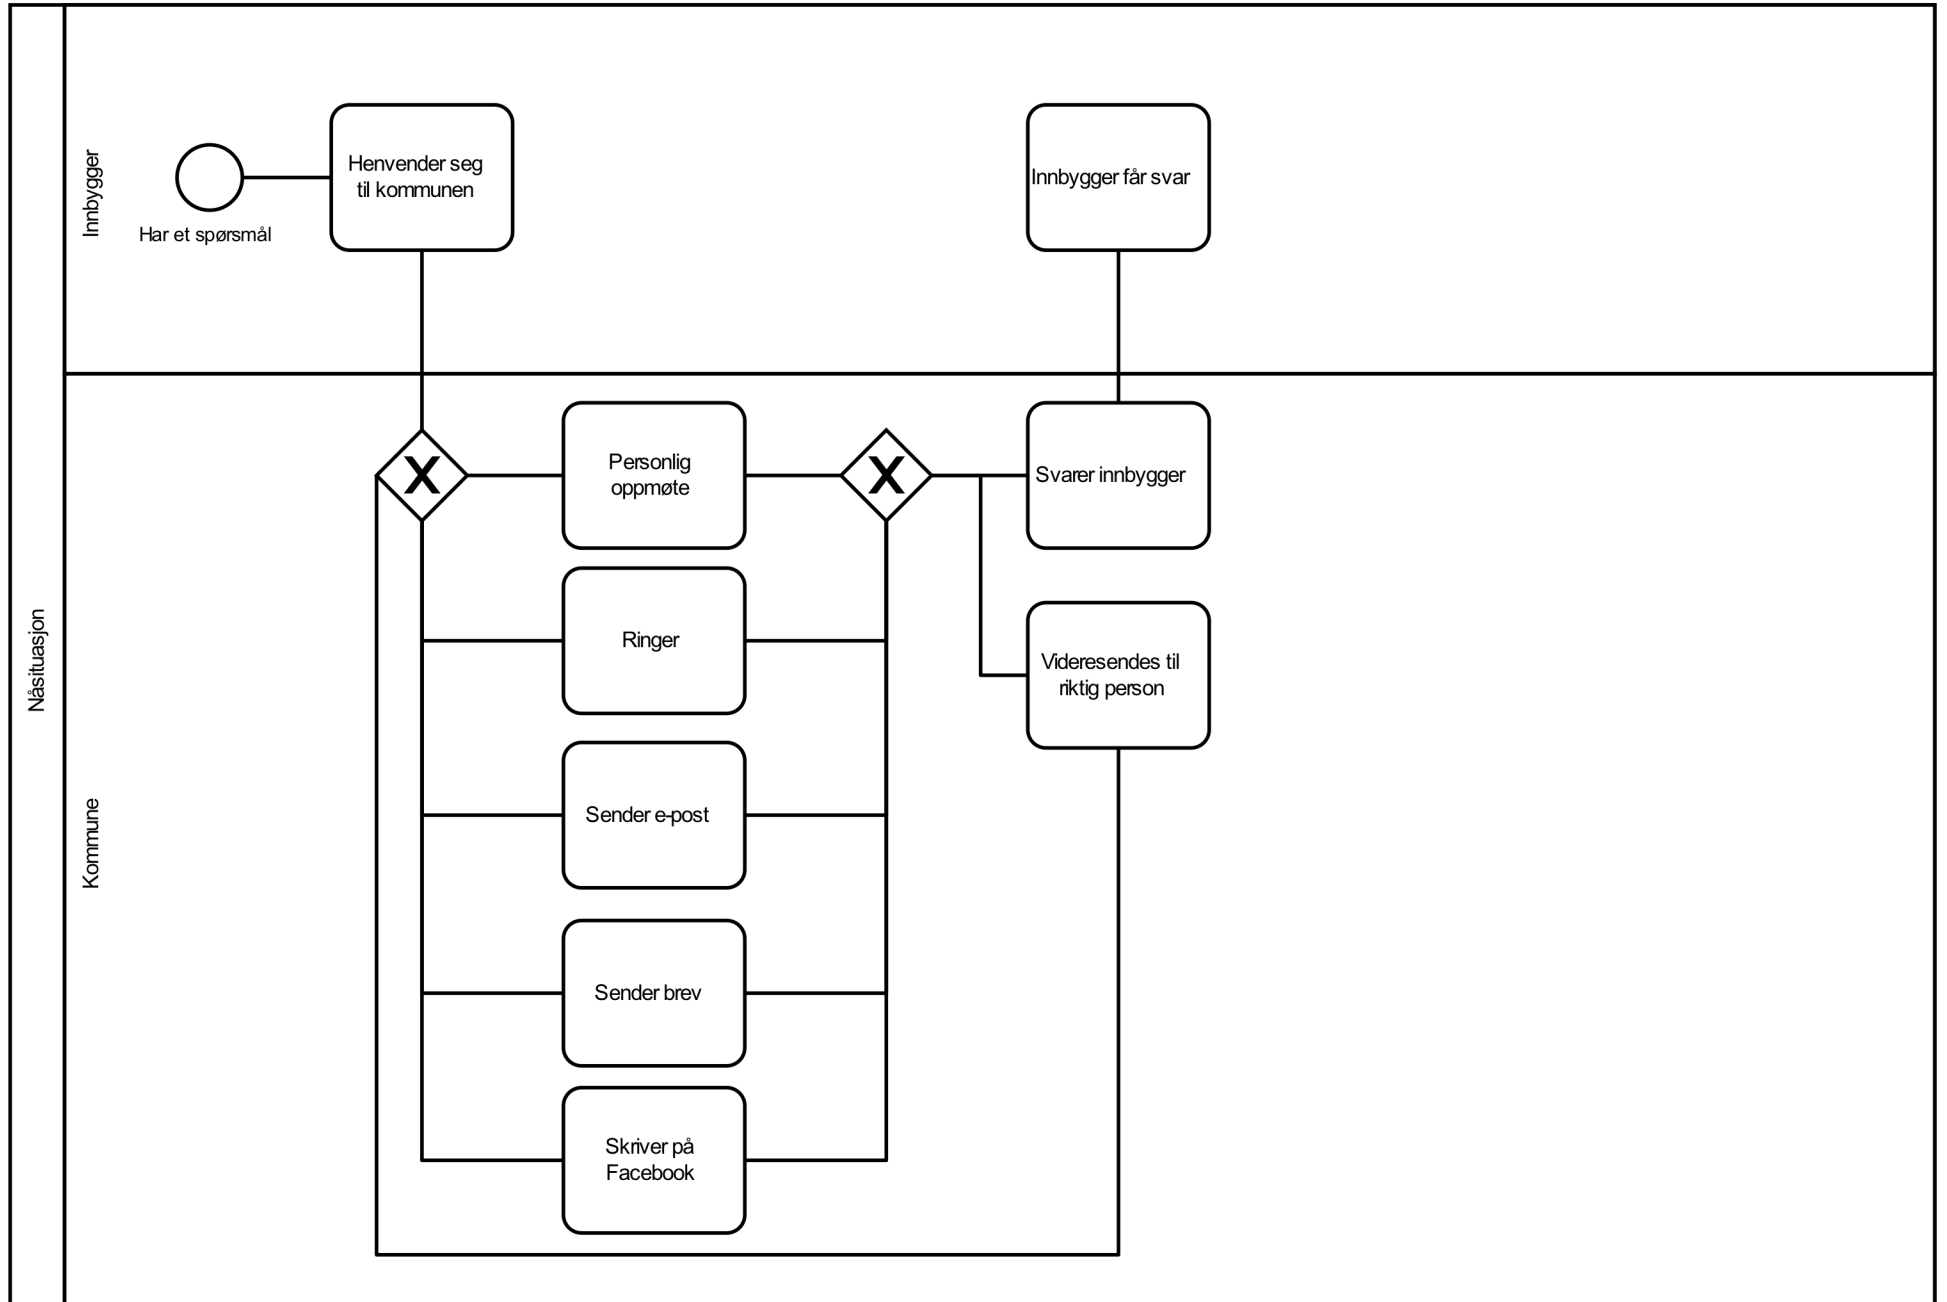 Nåsituasjon
Innbygger
Har et spørsmål
Henvender seg
til kommunen
Innbygger får svar
Kommune
X
Personlig
oppmøte
X
Svarer innbygger
Ringer
Videresendes til
riktig person
Sender e-post
Sender brev
Skriver på
Facebook